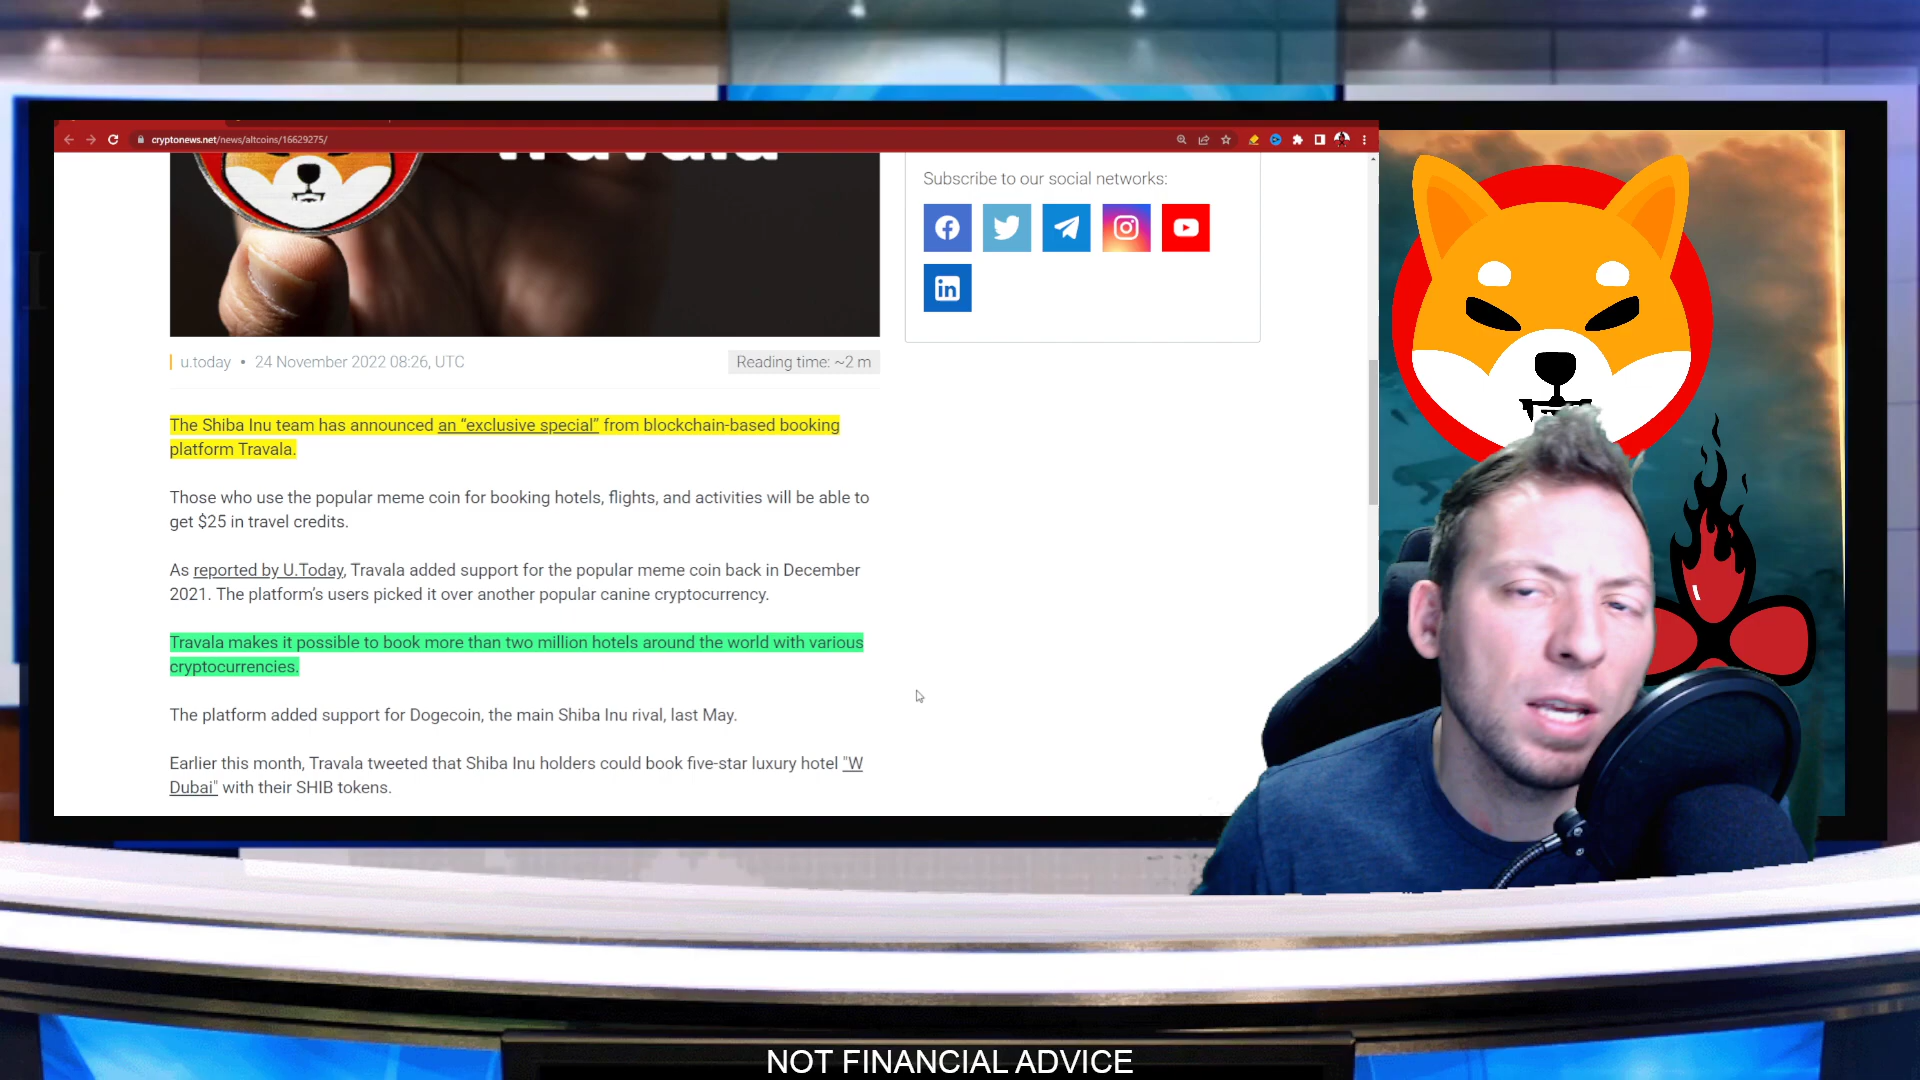 cryptonews.net/news/altcoins/16629275/
Travala
Subscribe to our social networks:
u.today • 24 November 2022 08:26, UTC
Reading time: ~2 m
The Shiba Inu team has announced an “exclusive special” from blockchain-based booking
platform Travala.
Those who use the popular meme coin for booking hotels, flights, and activities will be able to
get $25 in travel credits.
As reported by U.Today, Travala added support for the popular meme coin back in December
2021. The platform’s users picked it over another popular canine cryptocurrency.
Travala makes it possible to book more than two million hotels around the world with various
cryptocurrencies.
The platform added support for Dogecoin, the main Shiba Inu rival, last May.
Earlier this month, Travala tweeted that Shiba Inu holders could book five-star luxury hotel "W
Dubai" with their SHIB tokens.
NOT FINANCIAL ADVICE